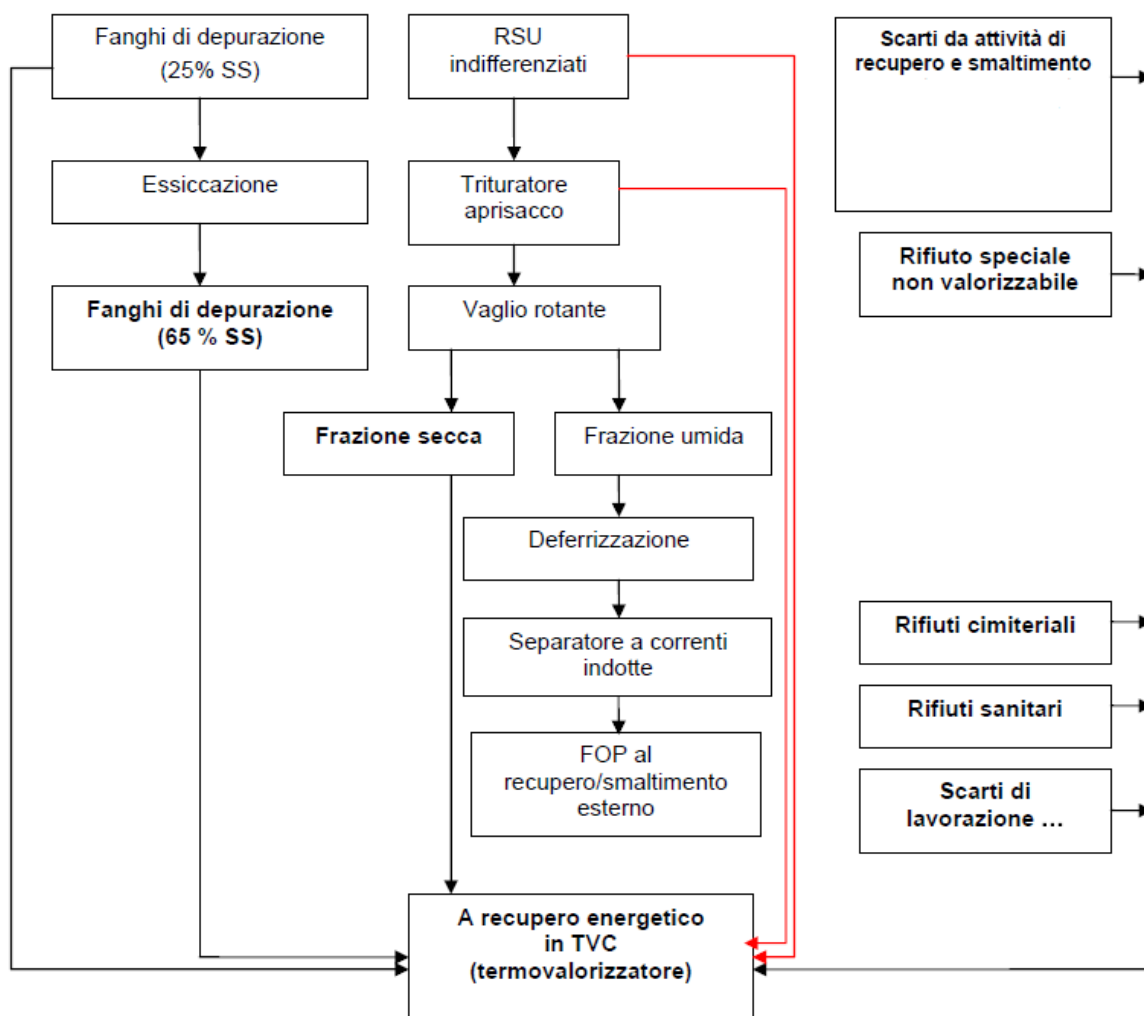 Fanghi di depurazione
(25% SS)
RSU
indifferenziati
Scarti da attività di
recupero e smaltimento
Essiccazione
Trituratore
aprisacco
Rifiuto speciale
non valorizzabile
Fanghi di depurazione
(65 % SS)
Vaglio rotante
Frazione secca
Frazione umida
Deferrizzazione
Separatore a correnti
indotte
Rifiuti cimiteriali
Rifiuti sanitari
FOP al
recupero/smaltimento
esterno
Scarti di
lavorazione …
A recupero energetico
in TVC
(termovalorizzatore)